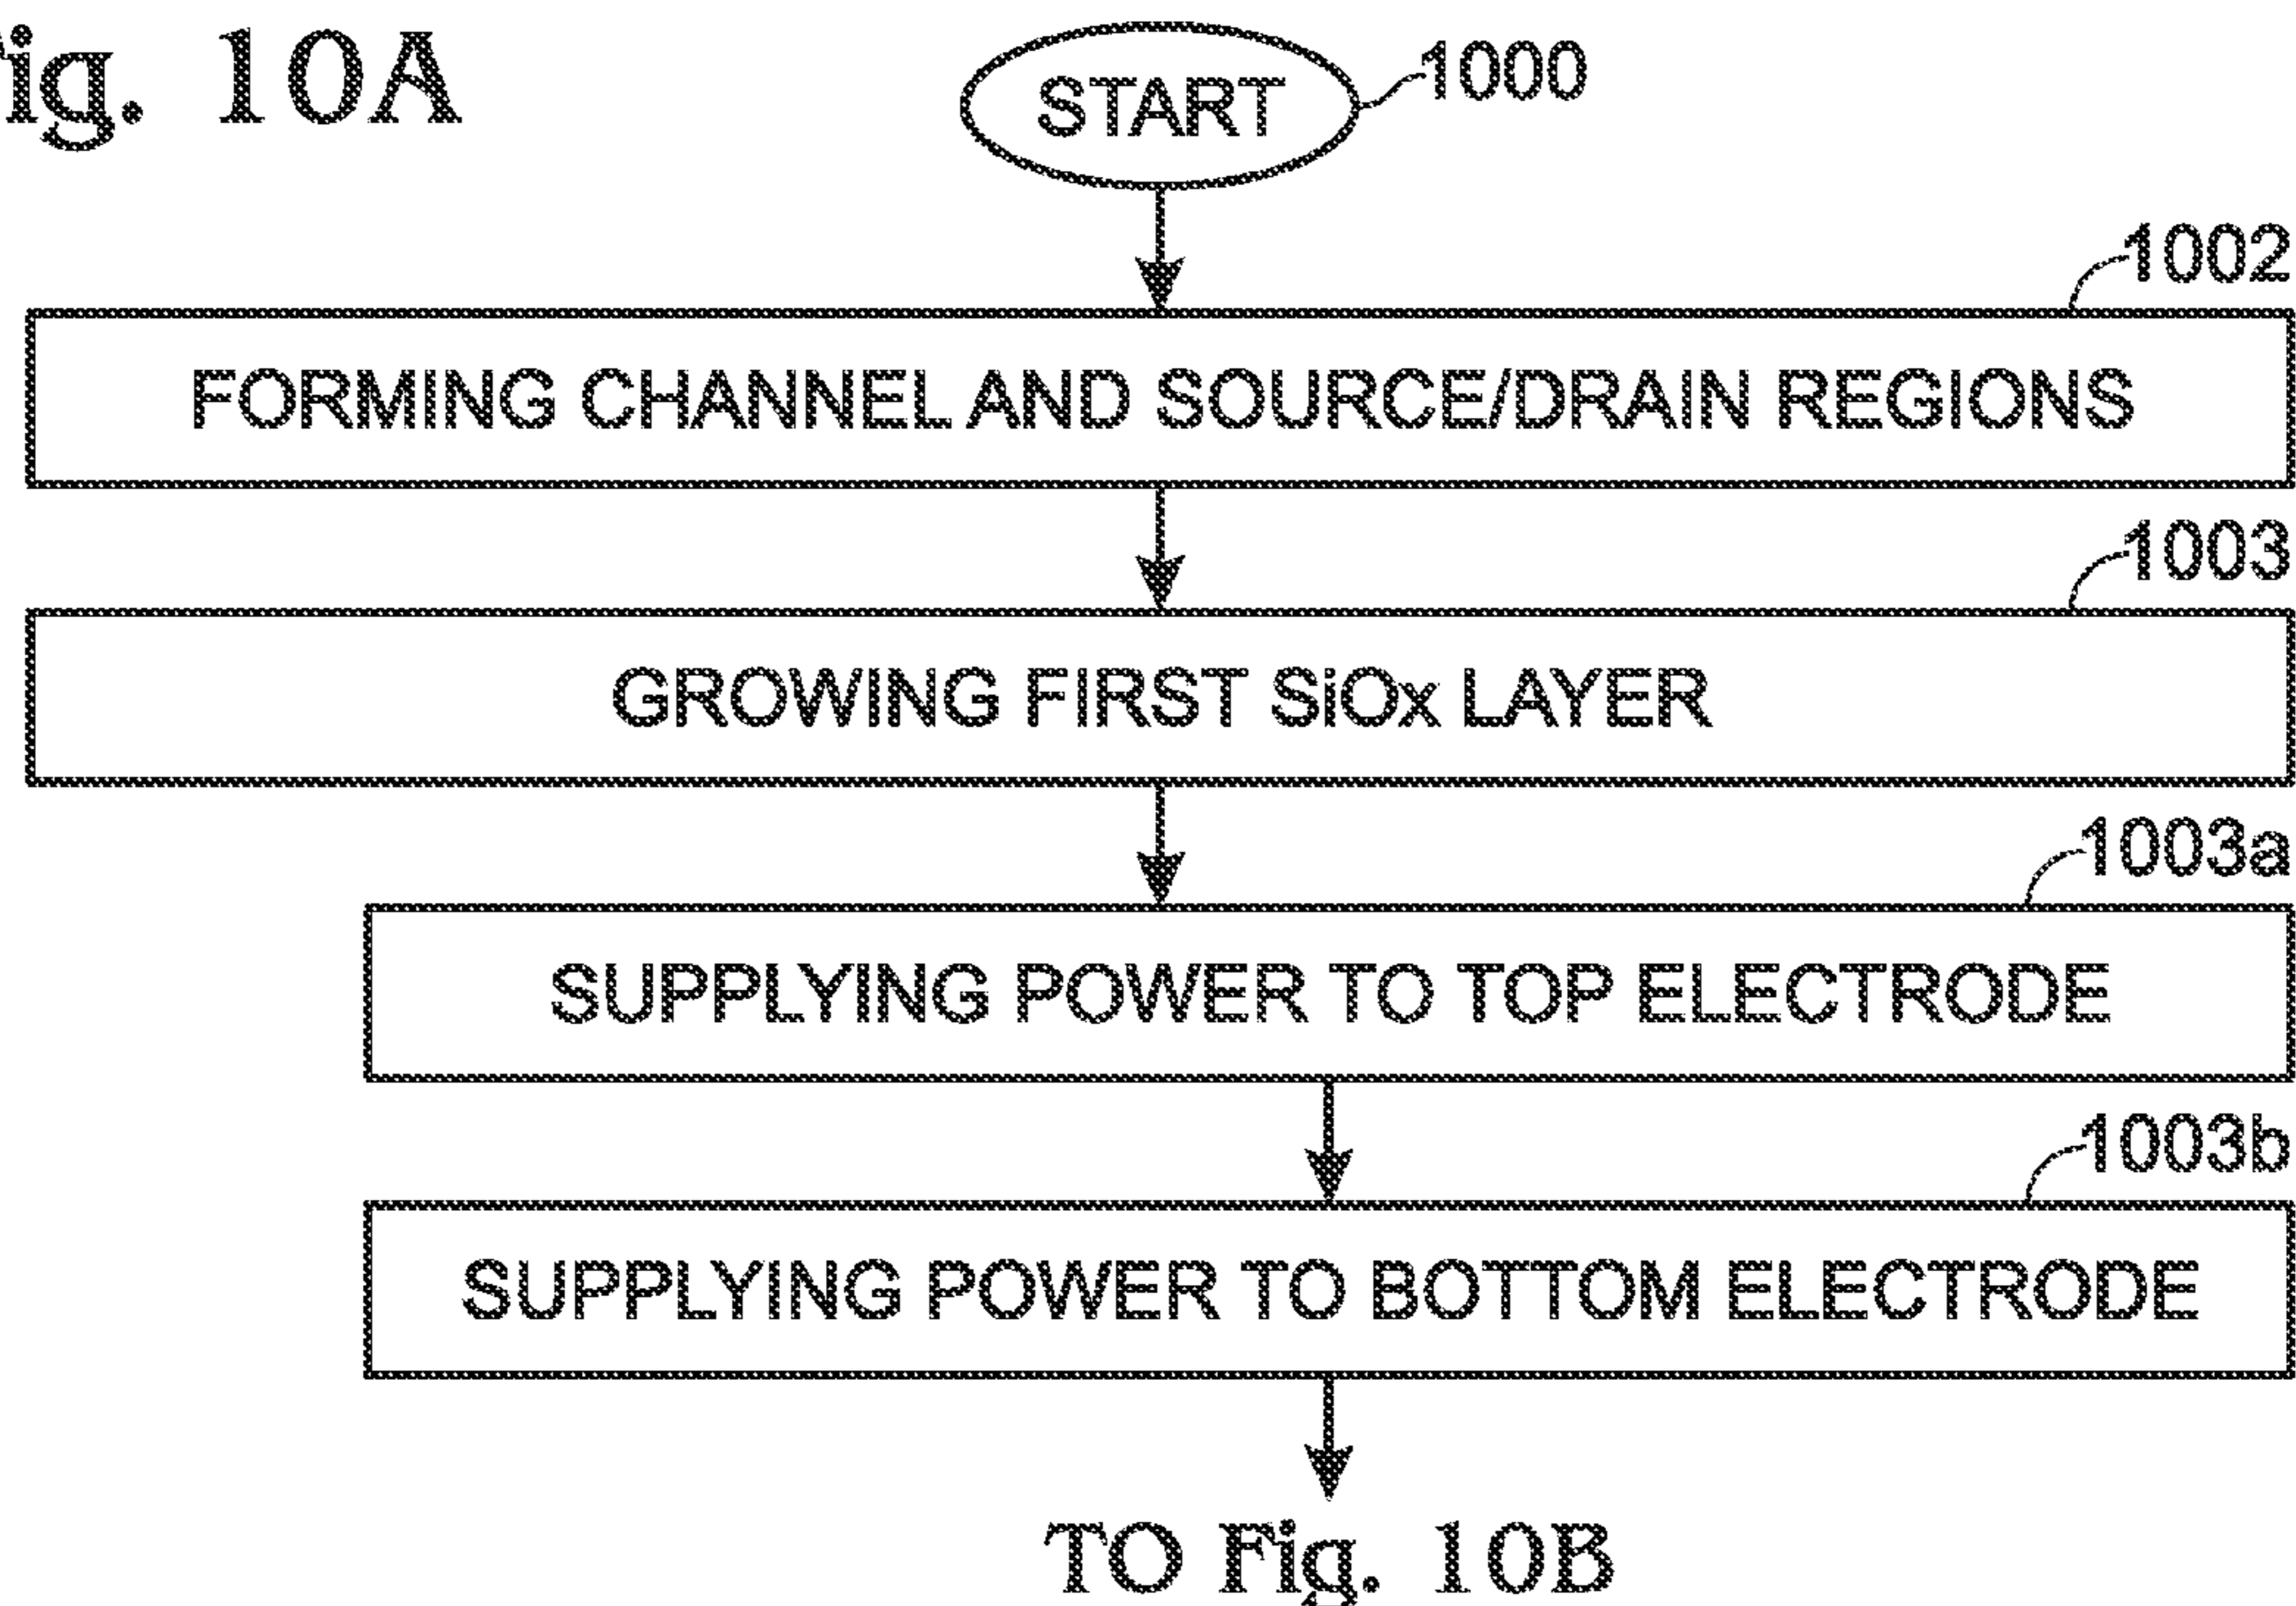 Fig. 10A
START
1000
1002
FORMING CHANNEL AND SOURCE/DRAIN REGIONS
1003
GROWING FIRST SiOx LAYER
1003a
SUPPLYING POWER TO TOP ELECTRODE
1003b
SUPPLYING POWER TO BOTTOM ELECTRODE
TO Fig. 10B